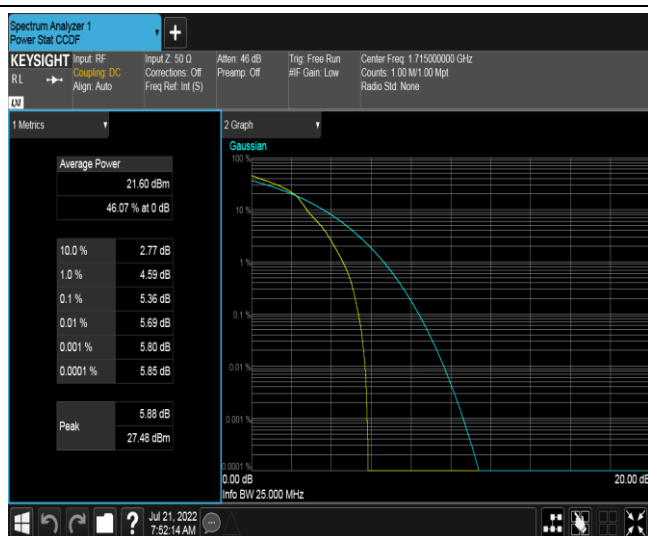 Spectrum Analyzer 1
Power Stat CCDF
+
KEYSIGHT
RL
LXI
Input: RF
Coupling: DC
Align: Auto
Input Z: 50 Ω
Corrections: Off
Freq Ref: Int (S)
Atten: 46 dB
Preamp: Off
Trig: Free Run
#IF Gain: Low
Center Freq: 1.715000000 GHz
Counts: 1.00 M/1.00 Mpt
Radio Std: None
1 Metrics
Average Power
21.60 dBm
46.07 % at 0 dB
10.0 % 2.77 dB
1.0 % 4.59 dB
0.1 % 5.36 dB
0.01 % 5.69 dB
0.001 % 5.80 dB
0.0001 % 5.85 dB
Peak
5.88 dB
27.48 dBm
2 Graph
Gaussian
100 %
10 %
1 %
0.1 %
0.01 %
0.001 %
0.0001 %
0.00 dB 20.00 dB
Info BW 25.000 MHz
? Jul 21, 2022
7:52:14 AM